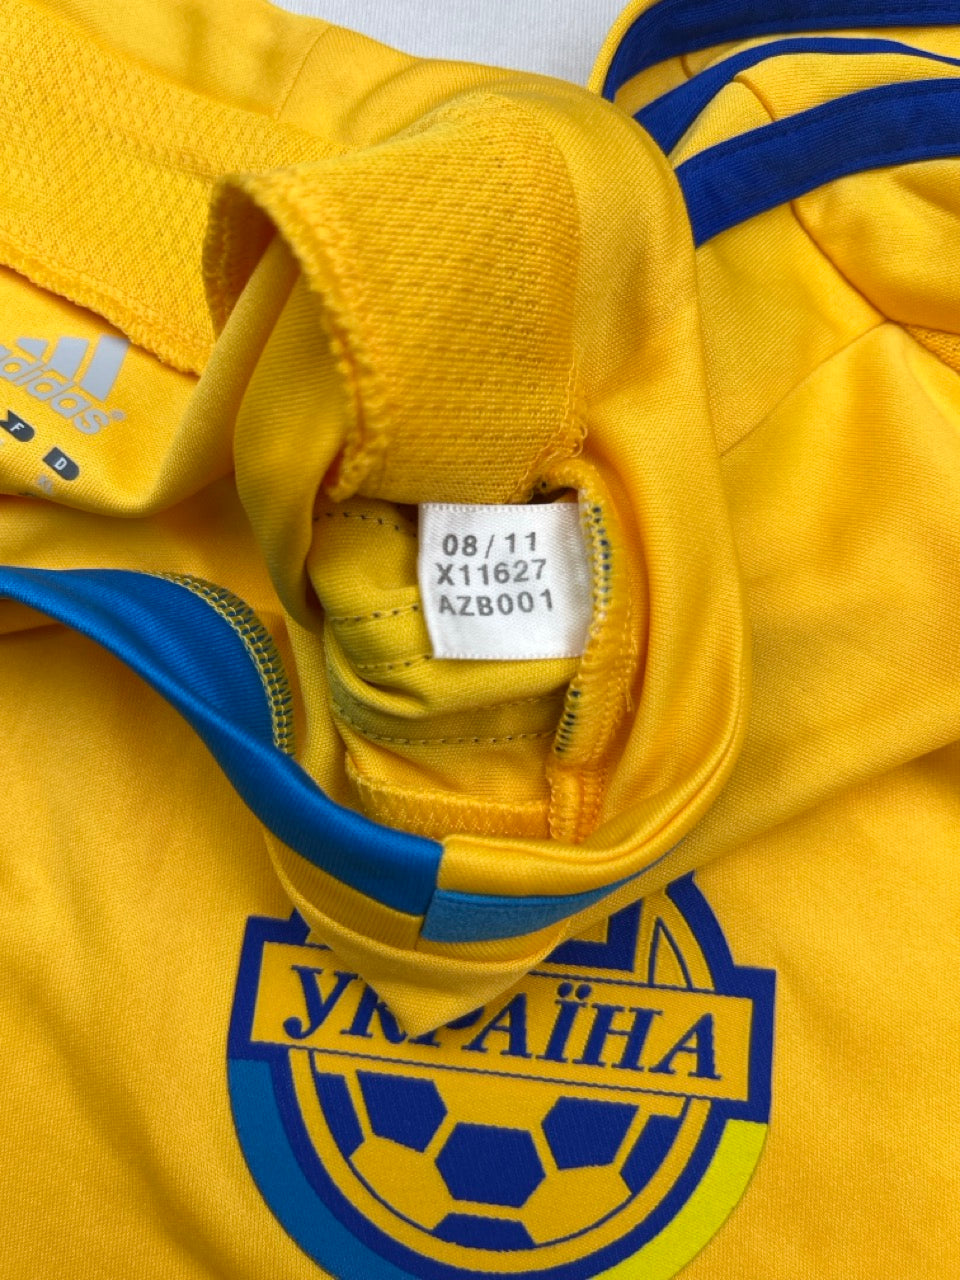 adidas
F
D
08/11
X11627
AZB001
УКРАЇНА